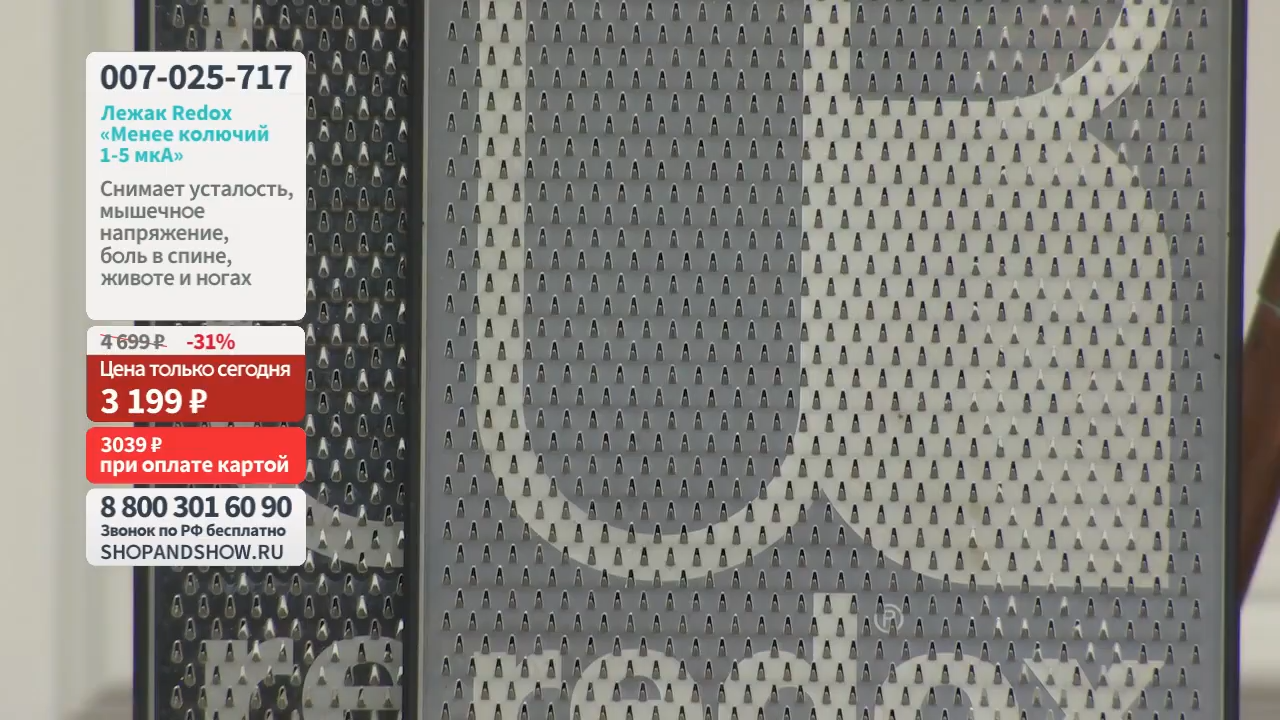 007-025-717
Лежак Redox
«Менее колючий
1-5 мкА»
Снимает усталость,
мышечное
напряжение,
боль в спине,
животе и ногах
4 699 ₽ -31%
Цена только сегодня
3 199 ₽
3039 ₽
при оплате картой
8 800 301 60 90
Звонок по РФ бесплатно
SHOPANDSHOW.RU
re
redox